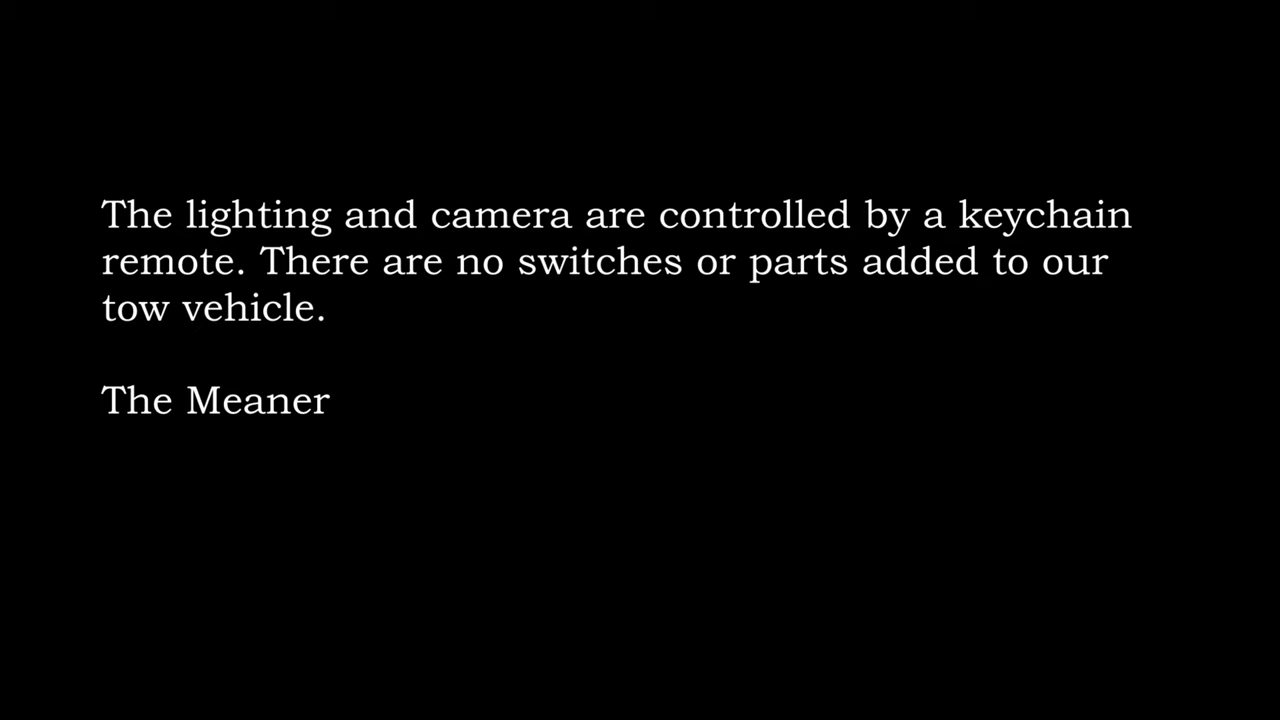 The lighting and camera are controlled by a keychain
remote. There are no switches or parts added to our
tow vehicle.
The Meaner